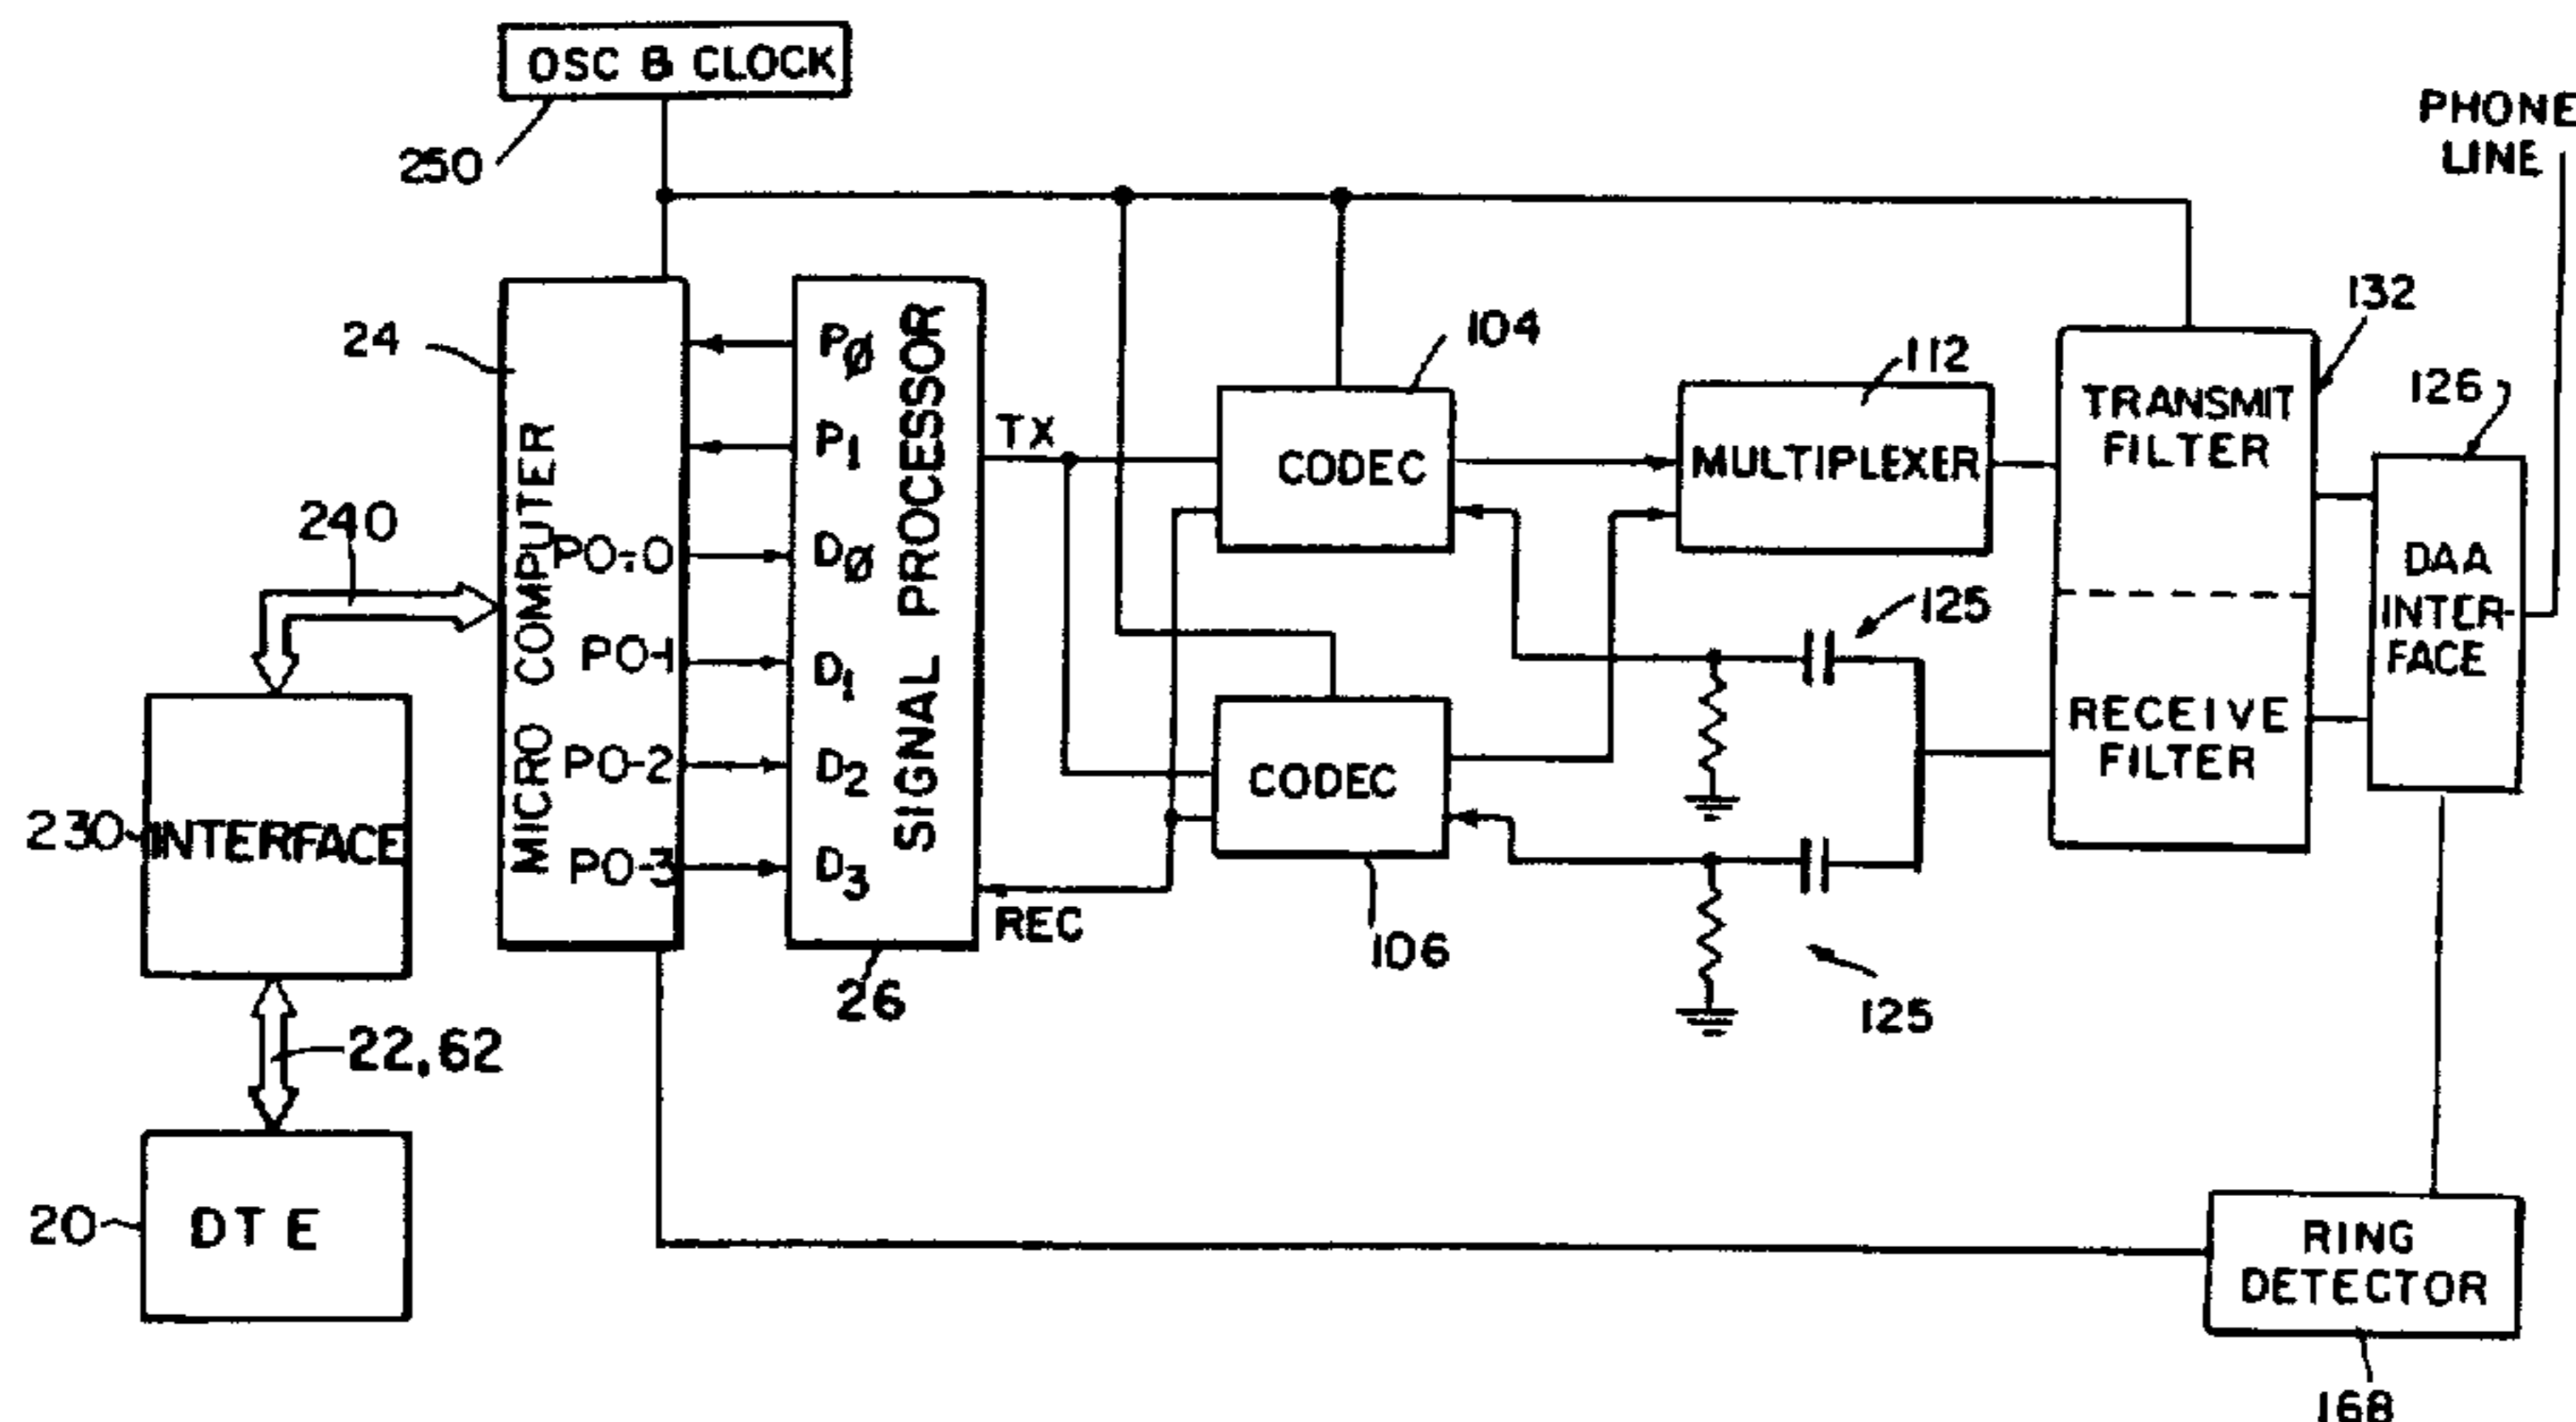 OSC & CLOCK
250
PHONE
LINE
24
MICRO COMPUTER
PO-0
PO-1
PO-2
PO-3
SIGNAL PROCESSOR
PØ
P1
DØ
D1
D2
D3
26
TX
REC
104
CODEC
112
MULTIPLEXER
132
TRANSMIT
FILTER
RECEIVE
FILTER
126
DAA
INTER-
FACE
125
CODEC
106
125
240
230
INTERFACE
22,62
20
DTE
RING
DETECTOR
168